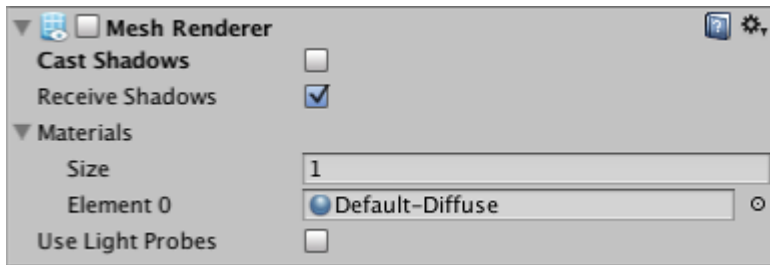 Mesh Renderer
Cast Shadows
Receive Shadows
Materials
Size 1
Element 0 Default-Diffuse
Use Light Probes